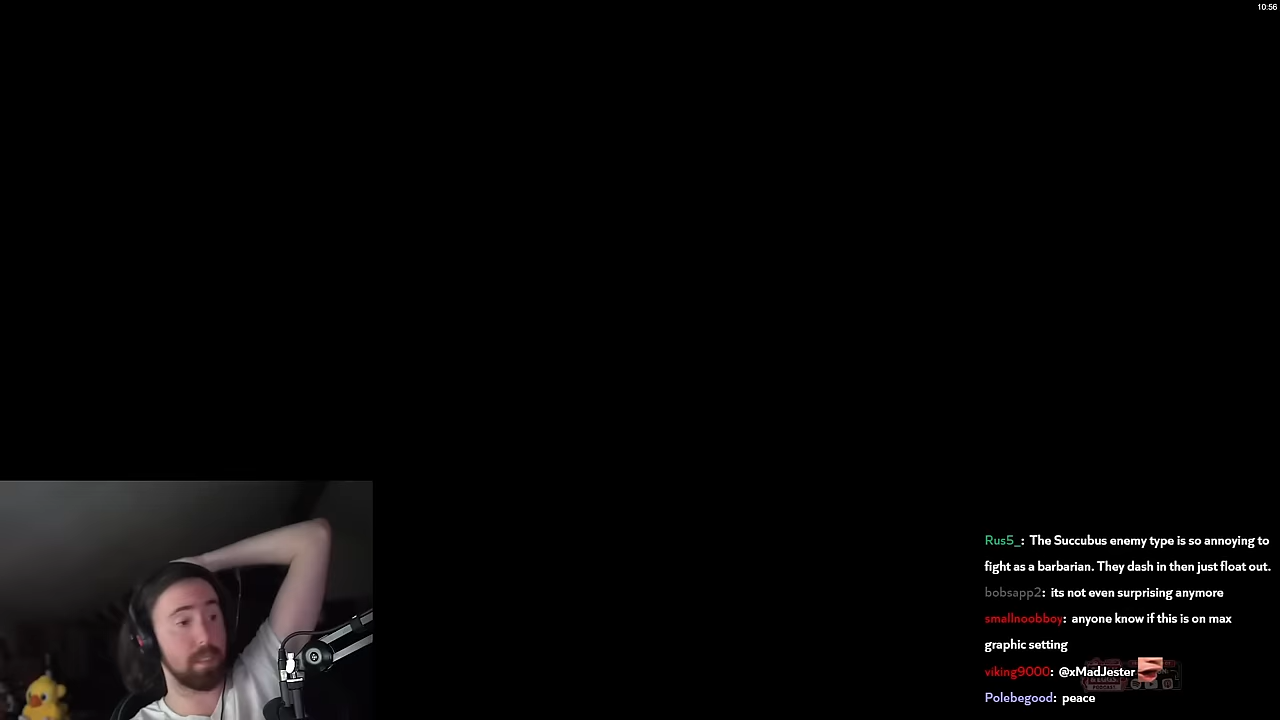 10:56
Rus5_: The Succubus enemy type is so annoying to
fight as a barbarian. They dash in then just float out.
bobsapp2: its not even surprising anymore
smallnoobboy: anyone know if this is on max
graphic setting
viking9000: @xMadJester
Polebegood: peace